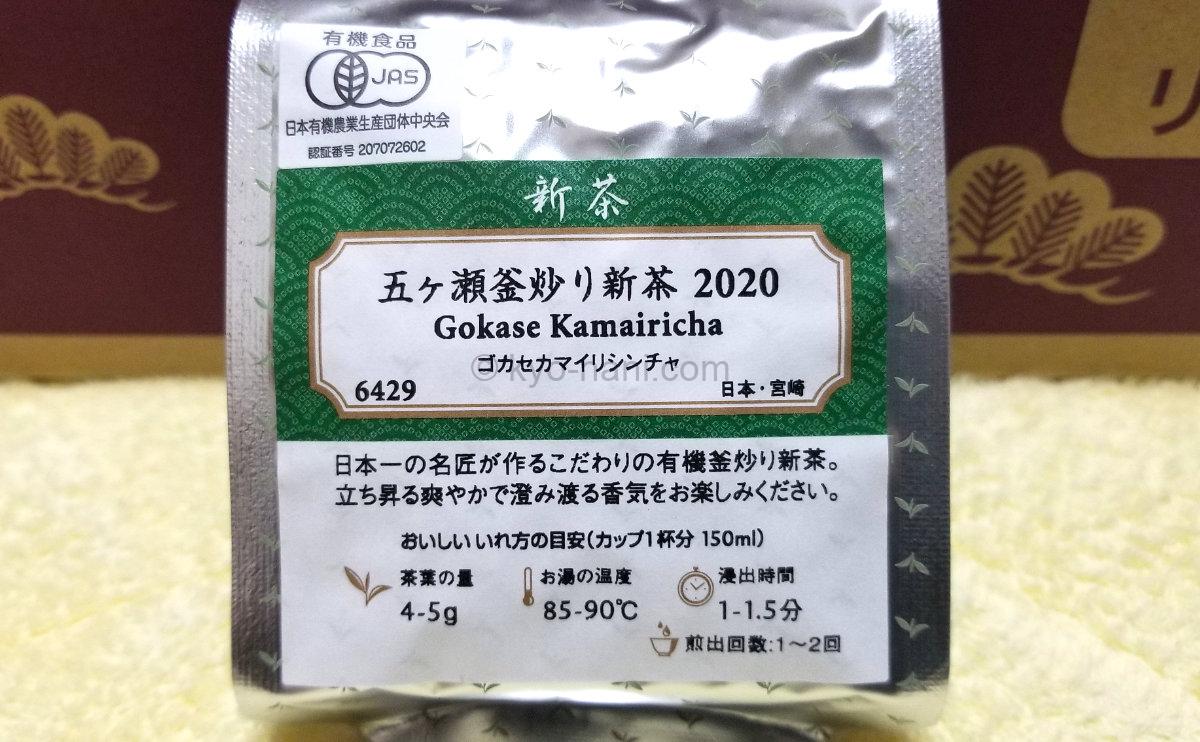 有機食品
JAS
日本有機農業生産団体中央会
認証番号 207072602
新茶
五ヶ瀬釜炒り新茶 2020
Gokase Kamairicha
ゴカセカマイリシンチャ
© kyo-nani.com
6429
日本・宮崎
日本一の名匠が作るこだわりの有機釜炒り新茶。
立ち昇る爽やかで澄み渡る香気をお楽しみください。
おいしい いれ方の目安(カップ1杯分 150ml)
茶葉の量
4-5g
お湯の温度
85-90℃
浸出時間
1-1.5分
煎出回数:1〜2回
リ